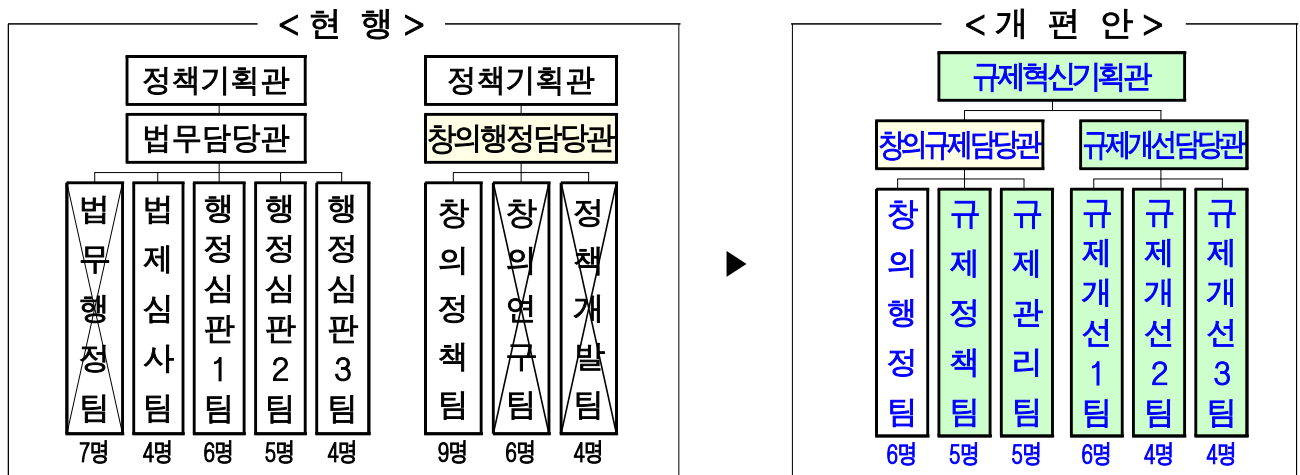 < 현 행 >
정책기획관
법무담당관
법무행정팀
7명
법제심사팀
4명
행정심판1팀
6명
행정심판2팀
5명
행정심판3팀
4명
정책기획관
창의행정담당관
창의정책팀
9명
창의연구팀
6명
정책개발팀
4명
▶
< 개 편 안 >
규제혁신기획관
창의규제담당관
창의행정팀
6명
규제정책팀
5명
규제관리팀
5명
규제개선담당관
규제개선1팀
6명
규제개선2팀
4명
규제개선3팀
4명